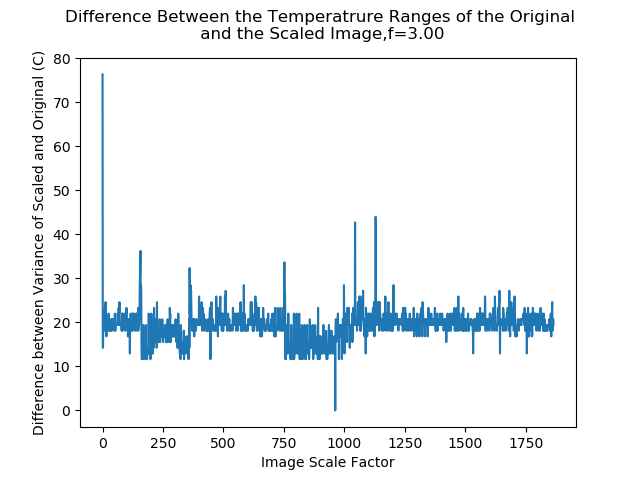 Difference Between the Temperatrure Ranges of the Original
and the Scaled Image,f=3.00
Difference between Variance of Scaled and Original (C)
80
70
60
50
40
30
20
10
0
0 250 500 750 1000 1250 1500 1750
Image Scale Factor